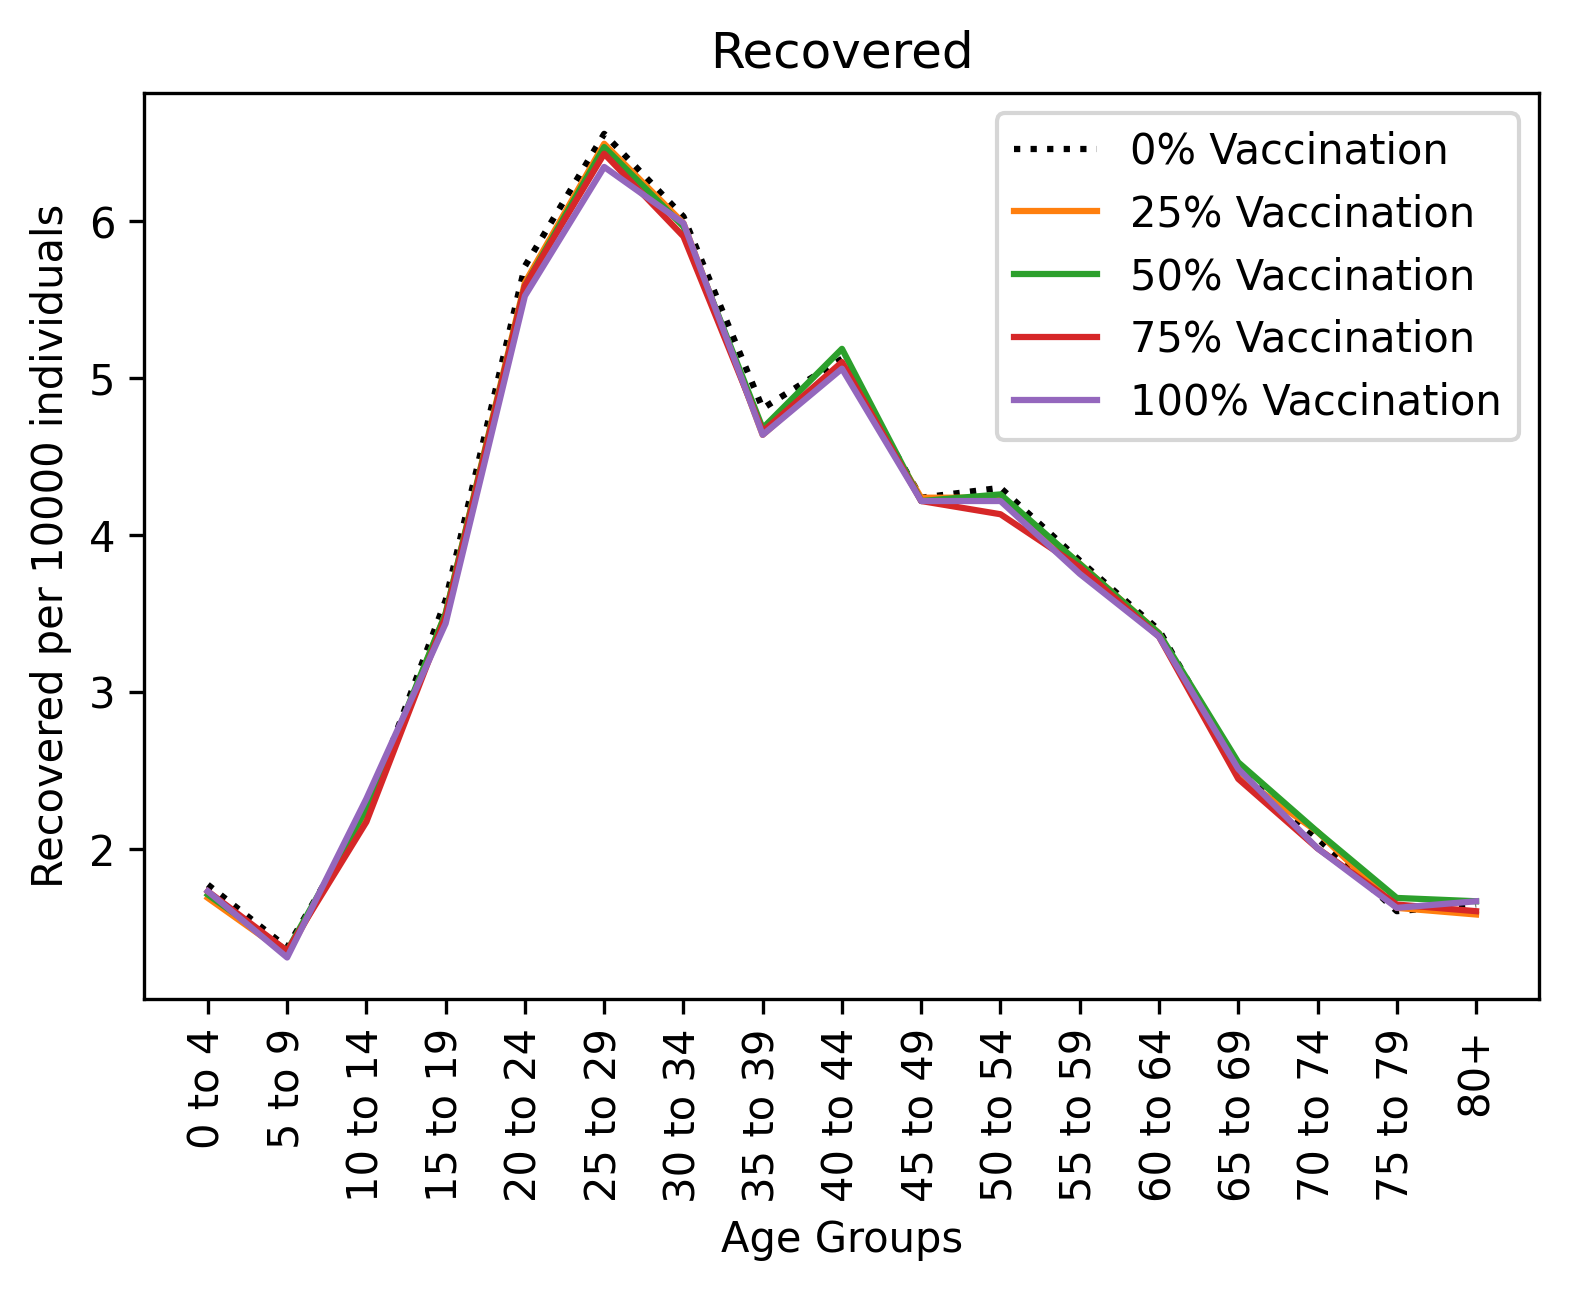 Recovered
0% Vaccination
25% Vaccination
50% Vaccination
75% Vaccination
100% Vaccination
Recovered per 10000 individuals
6
5
4
3
2
0 to 4
5 to 9
10 to 14
15 to 19
20 to 24
25 to 29
30 to 34
35 to 39
40 to 44
45 to 49
50 to 54
55 to 59
60 to 64
65 to 69
70 to 74
75 to 79
80+
Age Groups